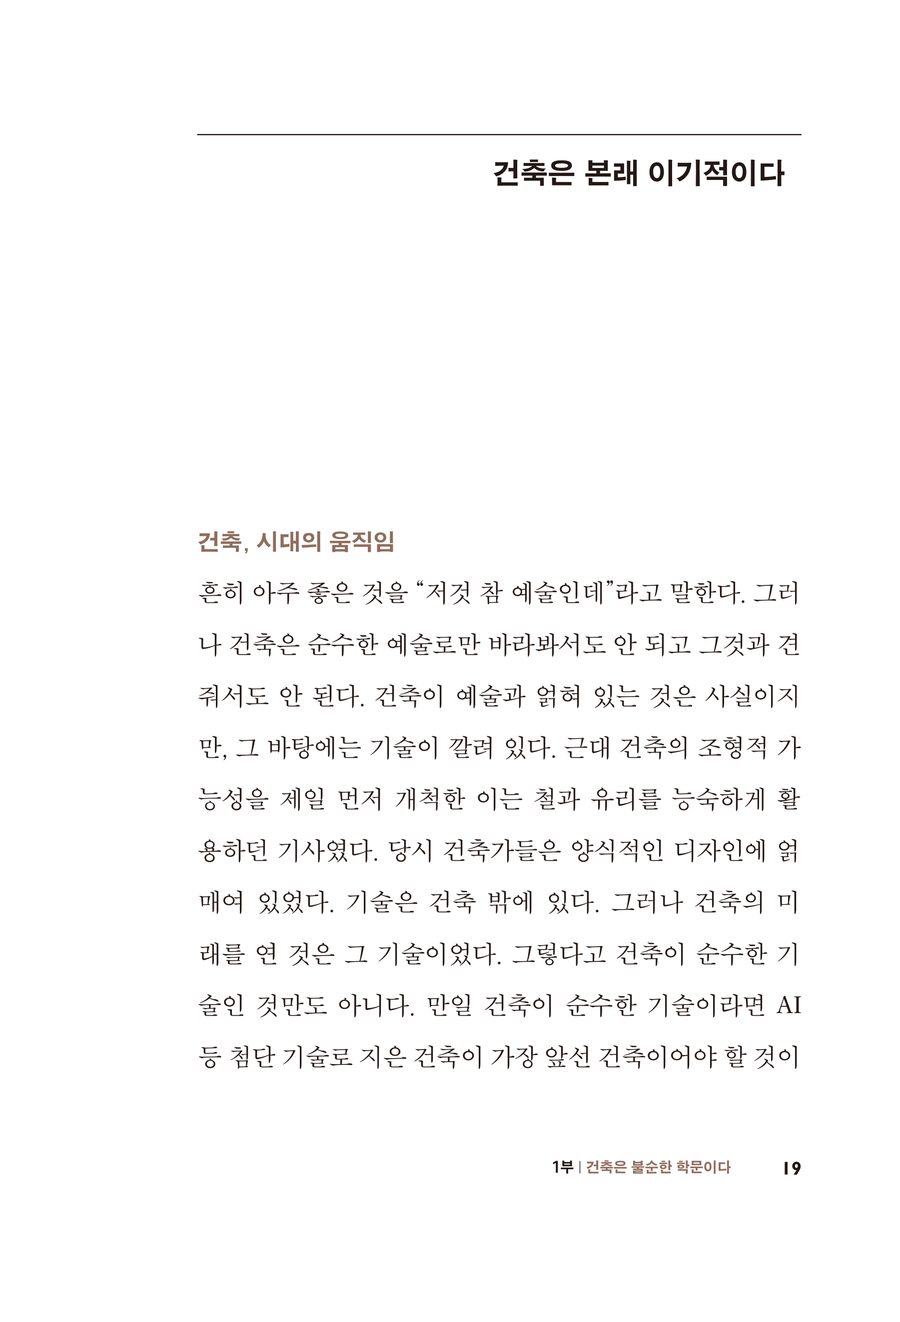 건축은 본래 이기적이다
건축, 시대의 움직임
흔히 아주 좋은 것을 “저것 참 예술인데”라고 말한다. 그러
나 건축은 순수한 예술로만 바라봐서도 안 되고 그것과 견
줘서도 안 된다. 건축이 예술과 얽혀 있는 것은 사실이지
만, 그 바탕에는 기술이 깔려 있다. 근대 건축의 조형적 가
능성을 제일 먼저 개척한 이는 철과 유리를 능숙하게 활
용하던 기사였다. 당시 건축가들은 양식적인 디자인에 얽
매여 있었다. 기술은 건축 밖에 있다. 그러나 건축의 미
래를 연 것은 그 기술이었다. 그렇다고 건축이 순수한 기
술인 것만도 아니다. 만일 건축이 순수한 기술이라면 AI
등 첨단 기술로 지은 건축이 가장 앞선 건축이어야 할 것이
1부 | 건축은 불순한 학문이다 19